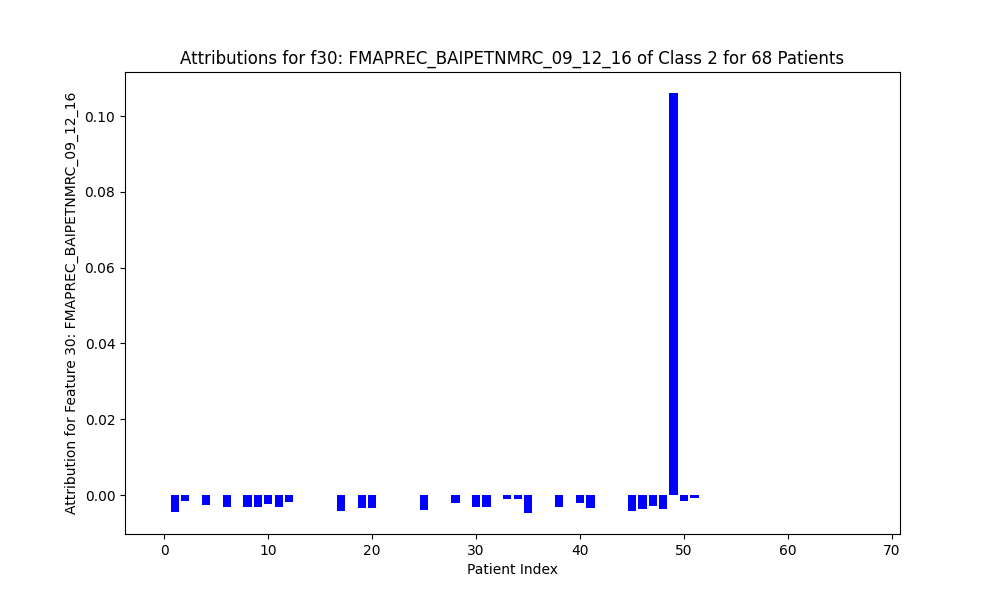 Attributions for f30: FMAPREC_BAIPETNMRC_09_12_16 of Class 2 for 68 Patients
Attribution for Feature 30: FMAPREC_BAIPETNMRC_09_12_16
0.10
0.08
0.06
0.04
0.02
0.00
0 10 20 30 40 50 60 70
Patient Index